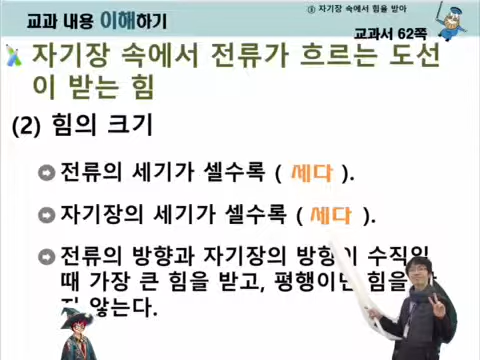 교과 내용 이해하기
③ 자기장 속에서 힘을 받아
교과서 62쪽
자기장 속에서 전류가 흐르는 도선
이 받는 힘
(2) 힘의 크기
전류의 세기가 셀수록 ( 세다 ).
자기장의 세기가 셀수록 ( 세다 ).
전류의 방향과 자기장의 방향이 수직일
때 가장 큰 힘을 받고, 평행이면 힘을
않는다.